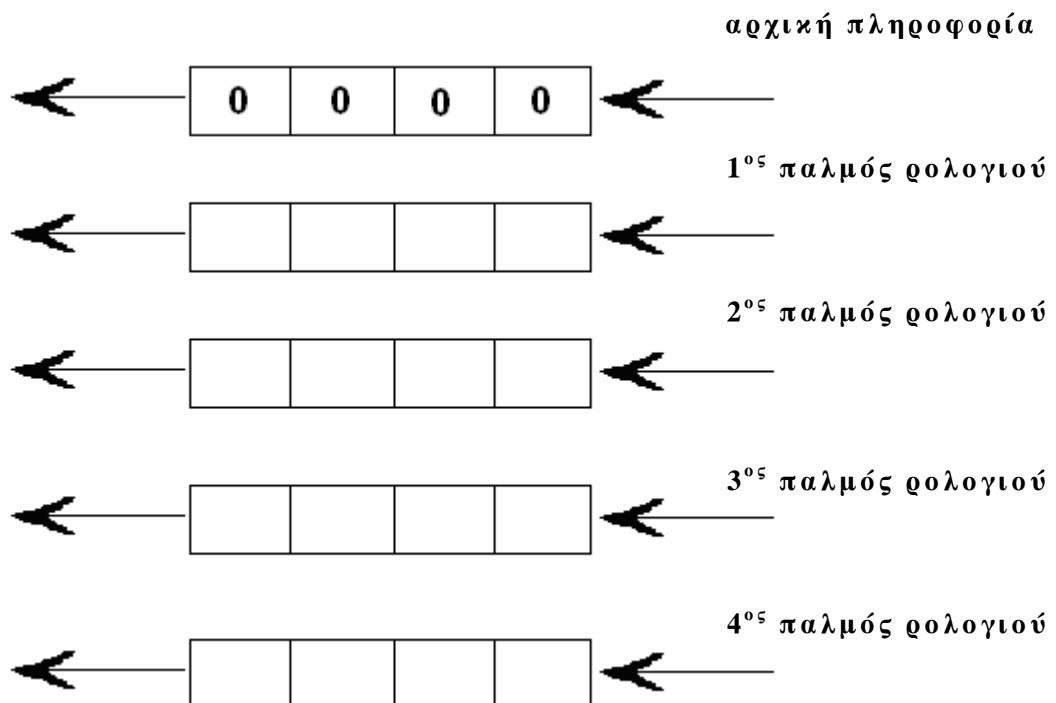 αρχική πληροφορία
0 0 0 0
1ος παλμός ρολογιού
2ος παλμός ρολογιού
3ος παλμός ρολογιού
4ος παλμός ρολογιού